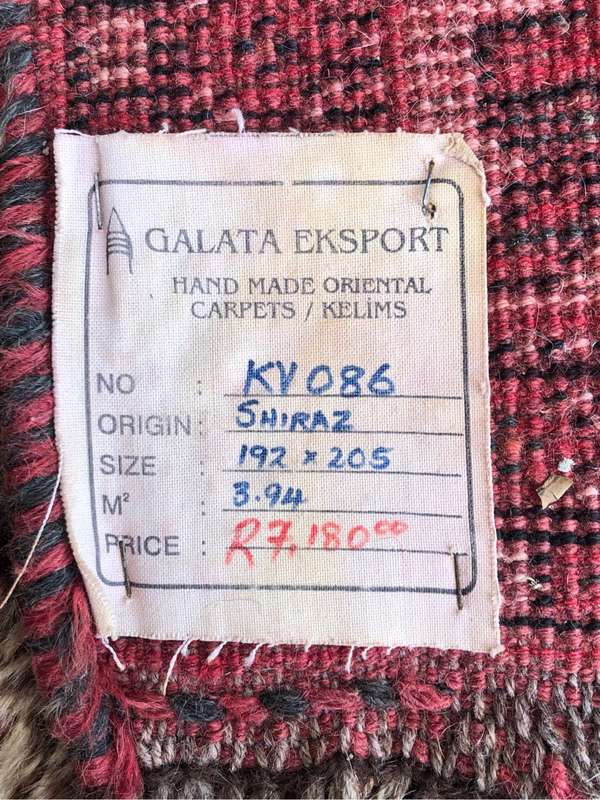 GALATA EKSPORT
HAND MADE ORIENTAL
CARPETS / KELİMS
NO : KV086
ORIGIN : SHIRAZ
SIZE : 192 x 205
M² : 3.94
PRICE : R7,180⁰⁰